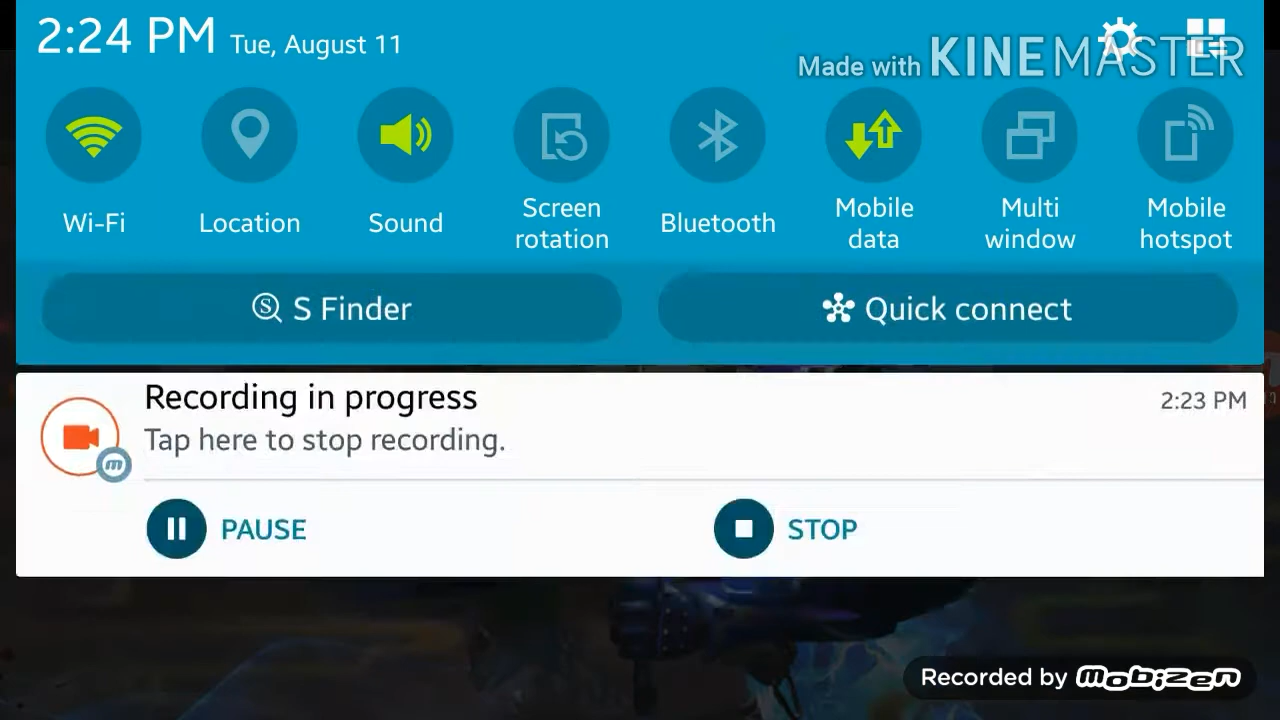 2:24 PM Tue, August 11
Made with KINEMASTER
Wi-Fi
Location
Sound
Screen
rotation
Bluetooth
Mobile
data
Multi
window
Mobile
hotspot
S Finder
Quick connect
Recording in progress
2:23 PM
Tap here to stop recording.
PAUSE
STOP
Recorded by mobizen